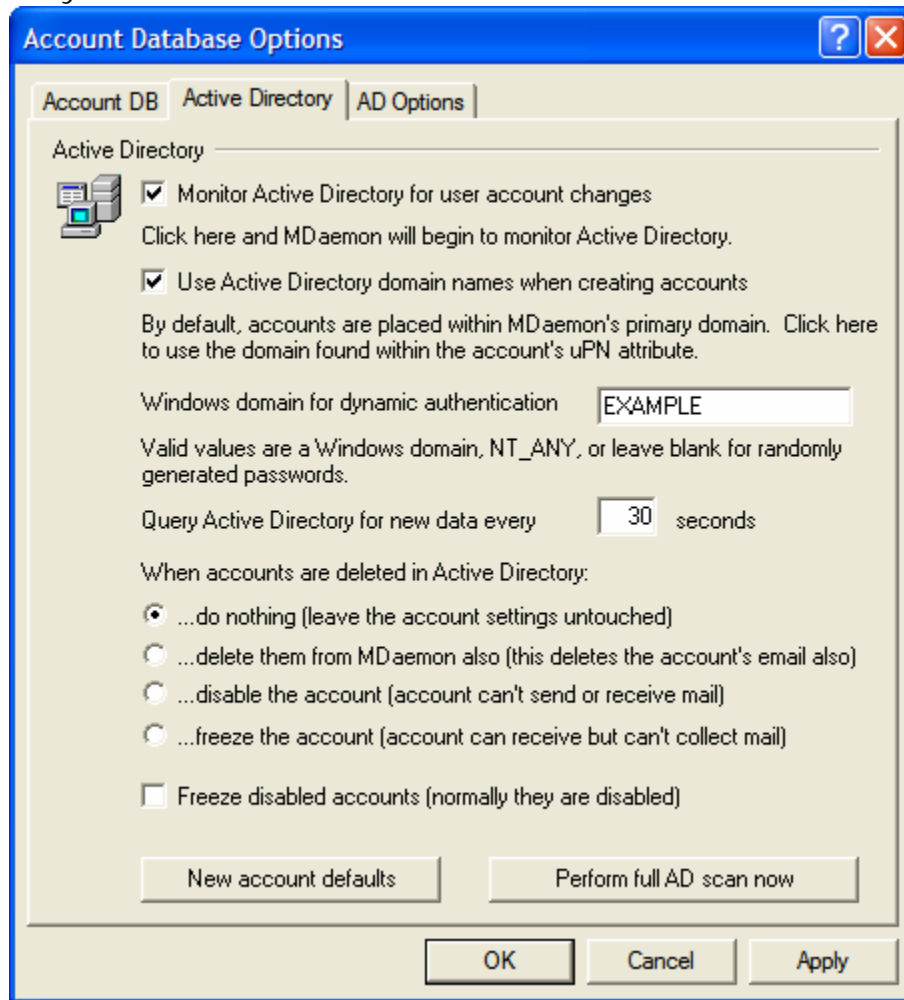 Account Database Options
Account DB
Active Directory
AD Options
Active Directory
Monitor Active Directory for user account changes
Click here and MDaemon will begin to monitor Active Directory.
Use Active Directory domain names when creating accounts
By default, accounts are placed within MDaemon's primary domain. Click here
to use the domain found within the account's uPN attribute.
Windows domain for dynamic authentication EXAMPLE
Valid values are a Windows domain, NT_ANY, or leave blank for randomly
generated passwords.
Query Active Directory for new data every 30 seconds
When accounts are deleted in Active Directory:
...do nothing (leave the account settings untouched)
...delete them from MDaemon also (this deletes the account's email also)
...disable the account (account can't send or receive mail)
...freeze the account (account can receive but can't collect mail)
Freeze disabled accounts (normally they are disabled)
New account defaults
Perform full AD scan now
OK
Cancel
Apply